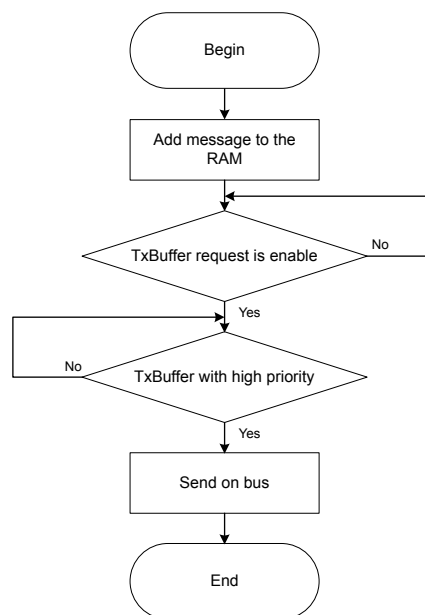 Begin
Add message to the
RAM
TxBuffer request is enable
No
Yes
TxBuffer with high priority
No
Yes
Send on bus
End